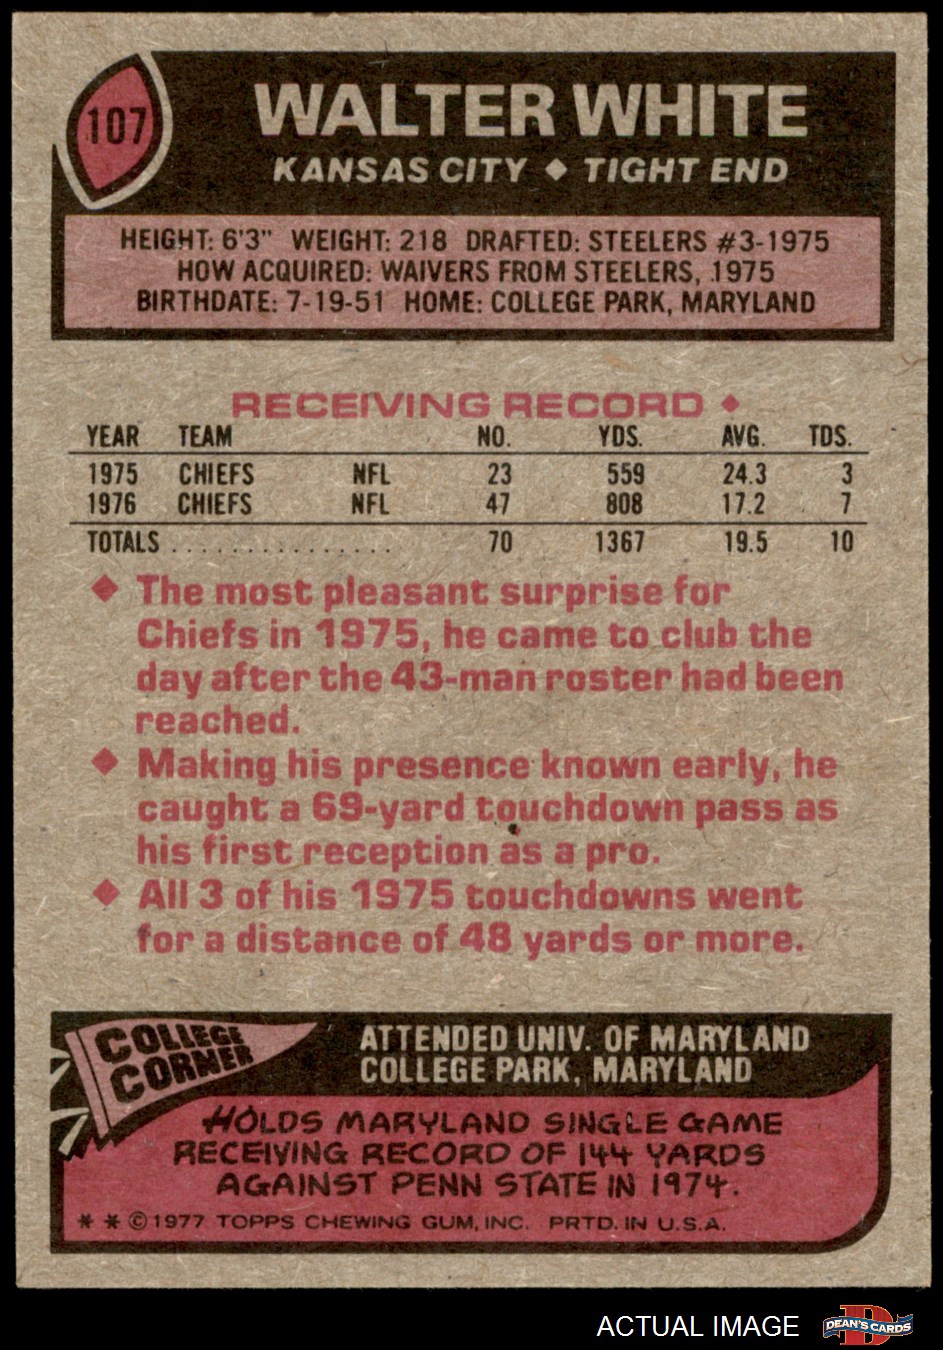 107
WALTER WHITE
KANSAS CITY ◆ TIGHT END
HEIGHT: 6'3" WEIGHT: 218 DRAFTED: STEELERS #3-1975
HOW ACQUIRED: WAIVERS FROM STEELERS, 1975
BIRTHDATE: 7-19-51 HOME: COLLEGE PARK, MARYLAND
RECEIVING RECORD ◆
YEAR TEAM NO. YDS. AVG. TDS.
1975 CHIEFS NFL 23 559 24.3 3
1976 CHIEFS NFL 47 808 17.2 7
TOTALS . . . . . . . . . . . . . . . . 70 1367 19.5 10
◆ The most pleasant surprise for
Chiefs in 1975, he came to club the
day after the 43-man roster had been
reached.
◆ Making his presence known early, he
caught a 69-yard touchdown pass as
his first reception as a pro.
◆ All 3 of his 1975 touchdowns went
for a distance of 48 yards or more.
COLLEGE
CORNER
ATTENDED UNIV. OF MARYLAND
COLLEGE PARK, MARYLAND
HOLDS MARYLAND SINGLE GAME
RECEIVING RECORD OF 144 YARDS
AGAINST PENN STATE IN 1974.
* * © 1977 TOPPS CHEWING GUM, INC. PRTD. IN U.S.A.
ACTUAL IMAGE
D
DEAN'S CARDS